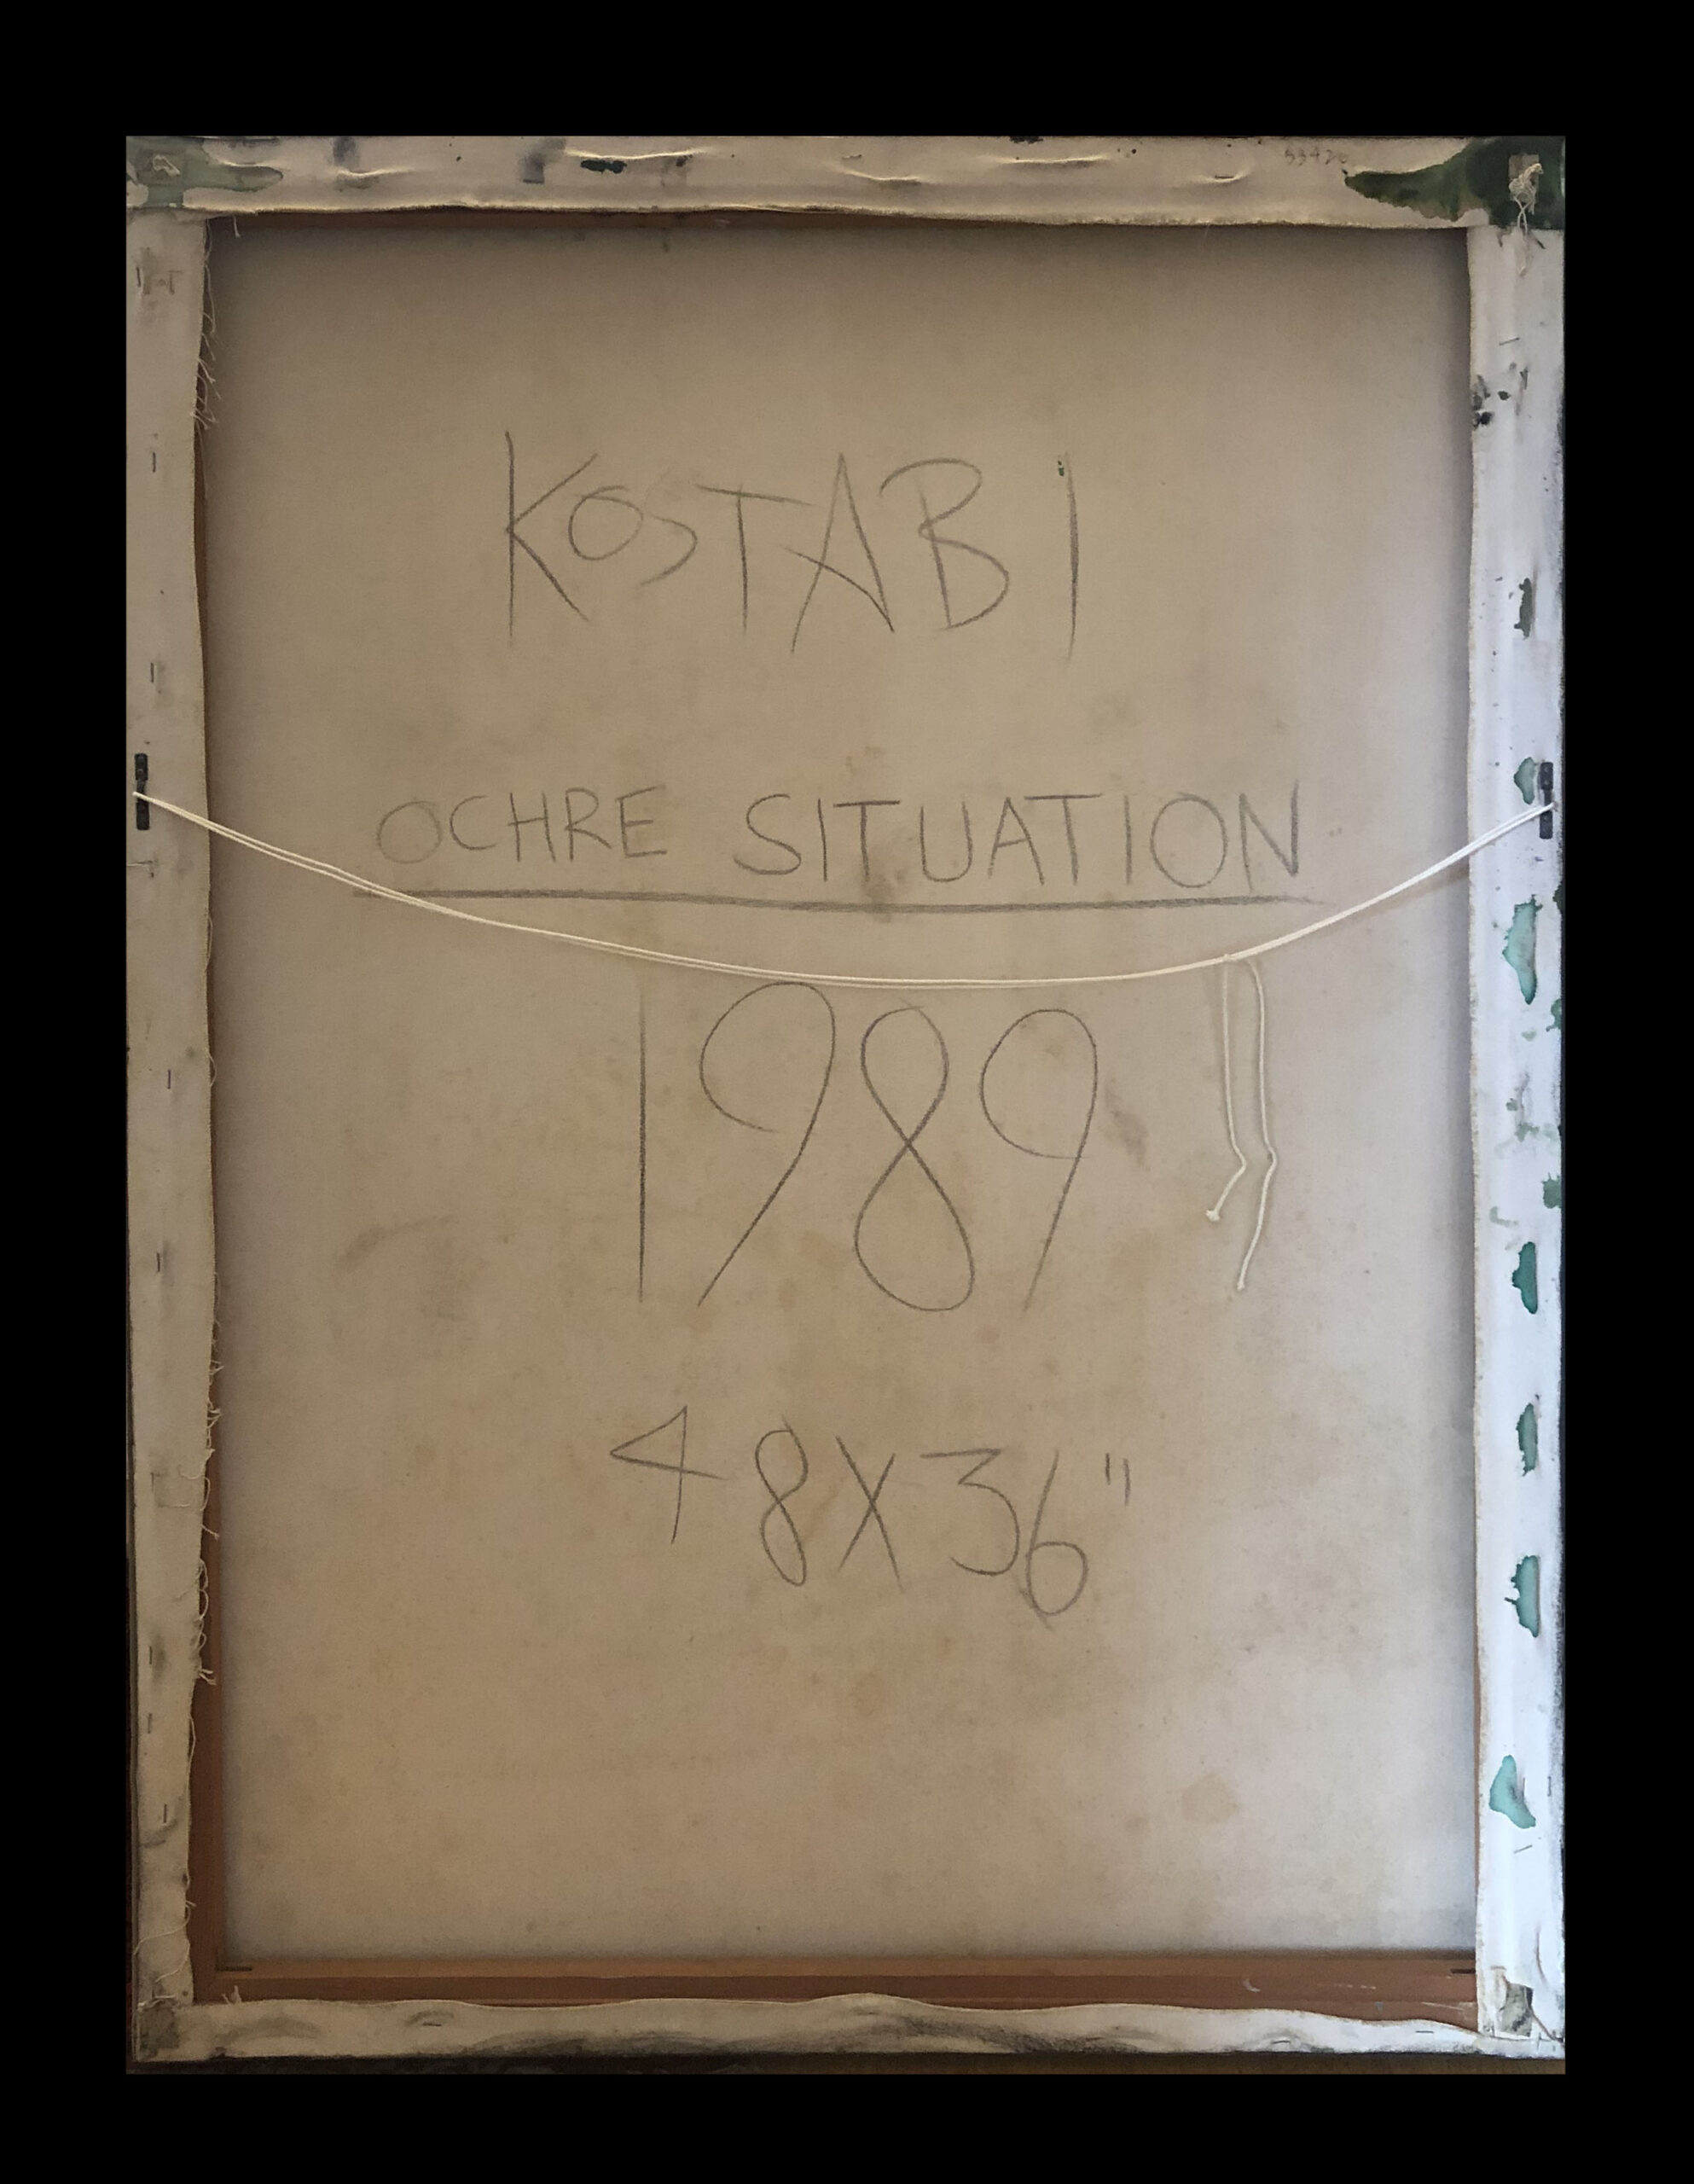 KOSTABI
OCHRE SITUATION
1989
48X36"